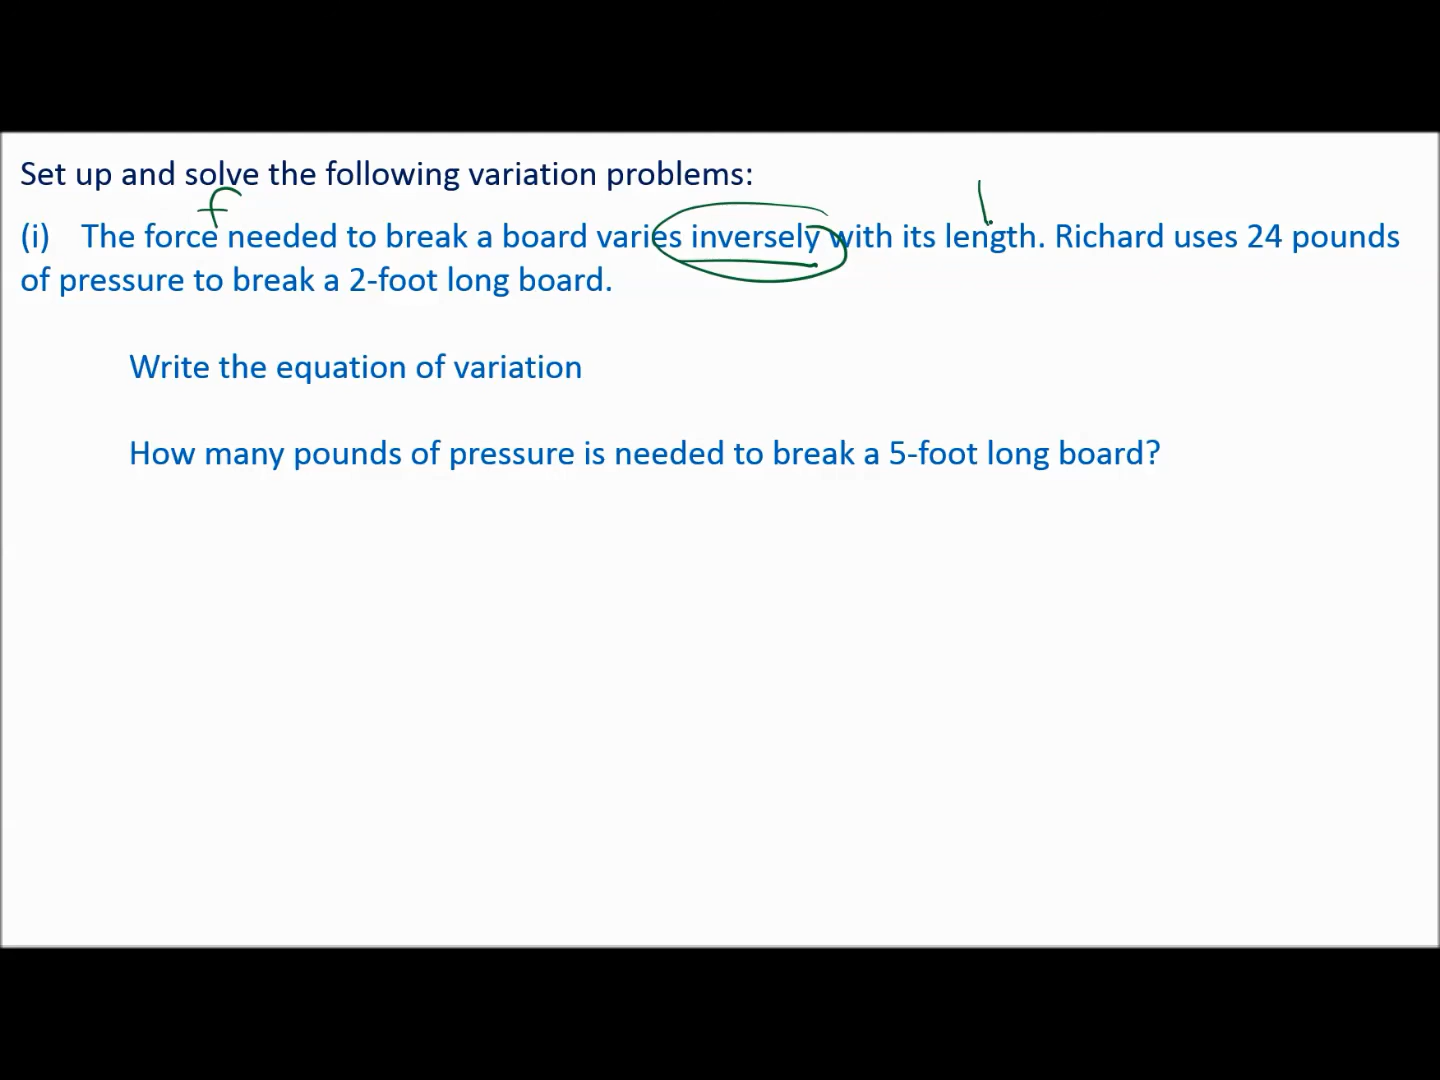 Set up and solve the following variation problems:
f l
(i) The force needed to break a board varies inversely with its length. Richard uses 24 pounds
of pressure to break a 2-foot long board.
Write the equation of variation
How many pounds of pressure is needed to break a 5-foot long board?